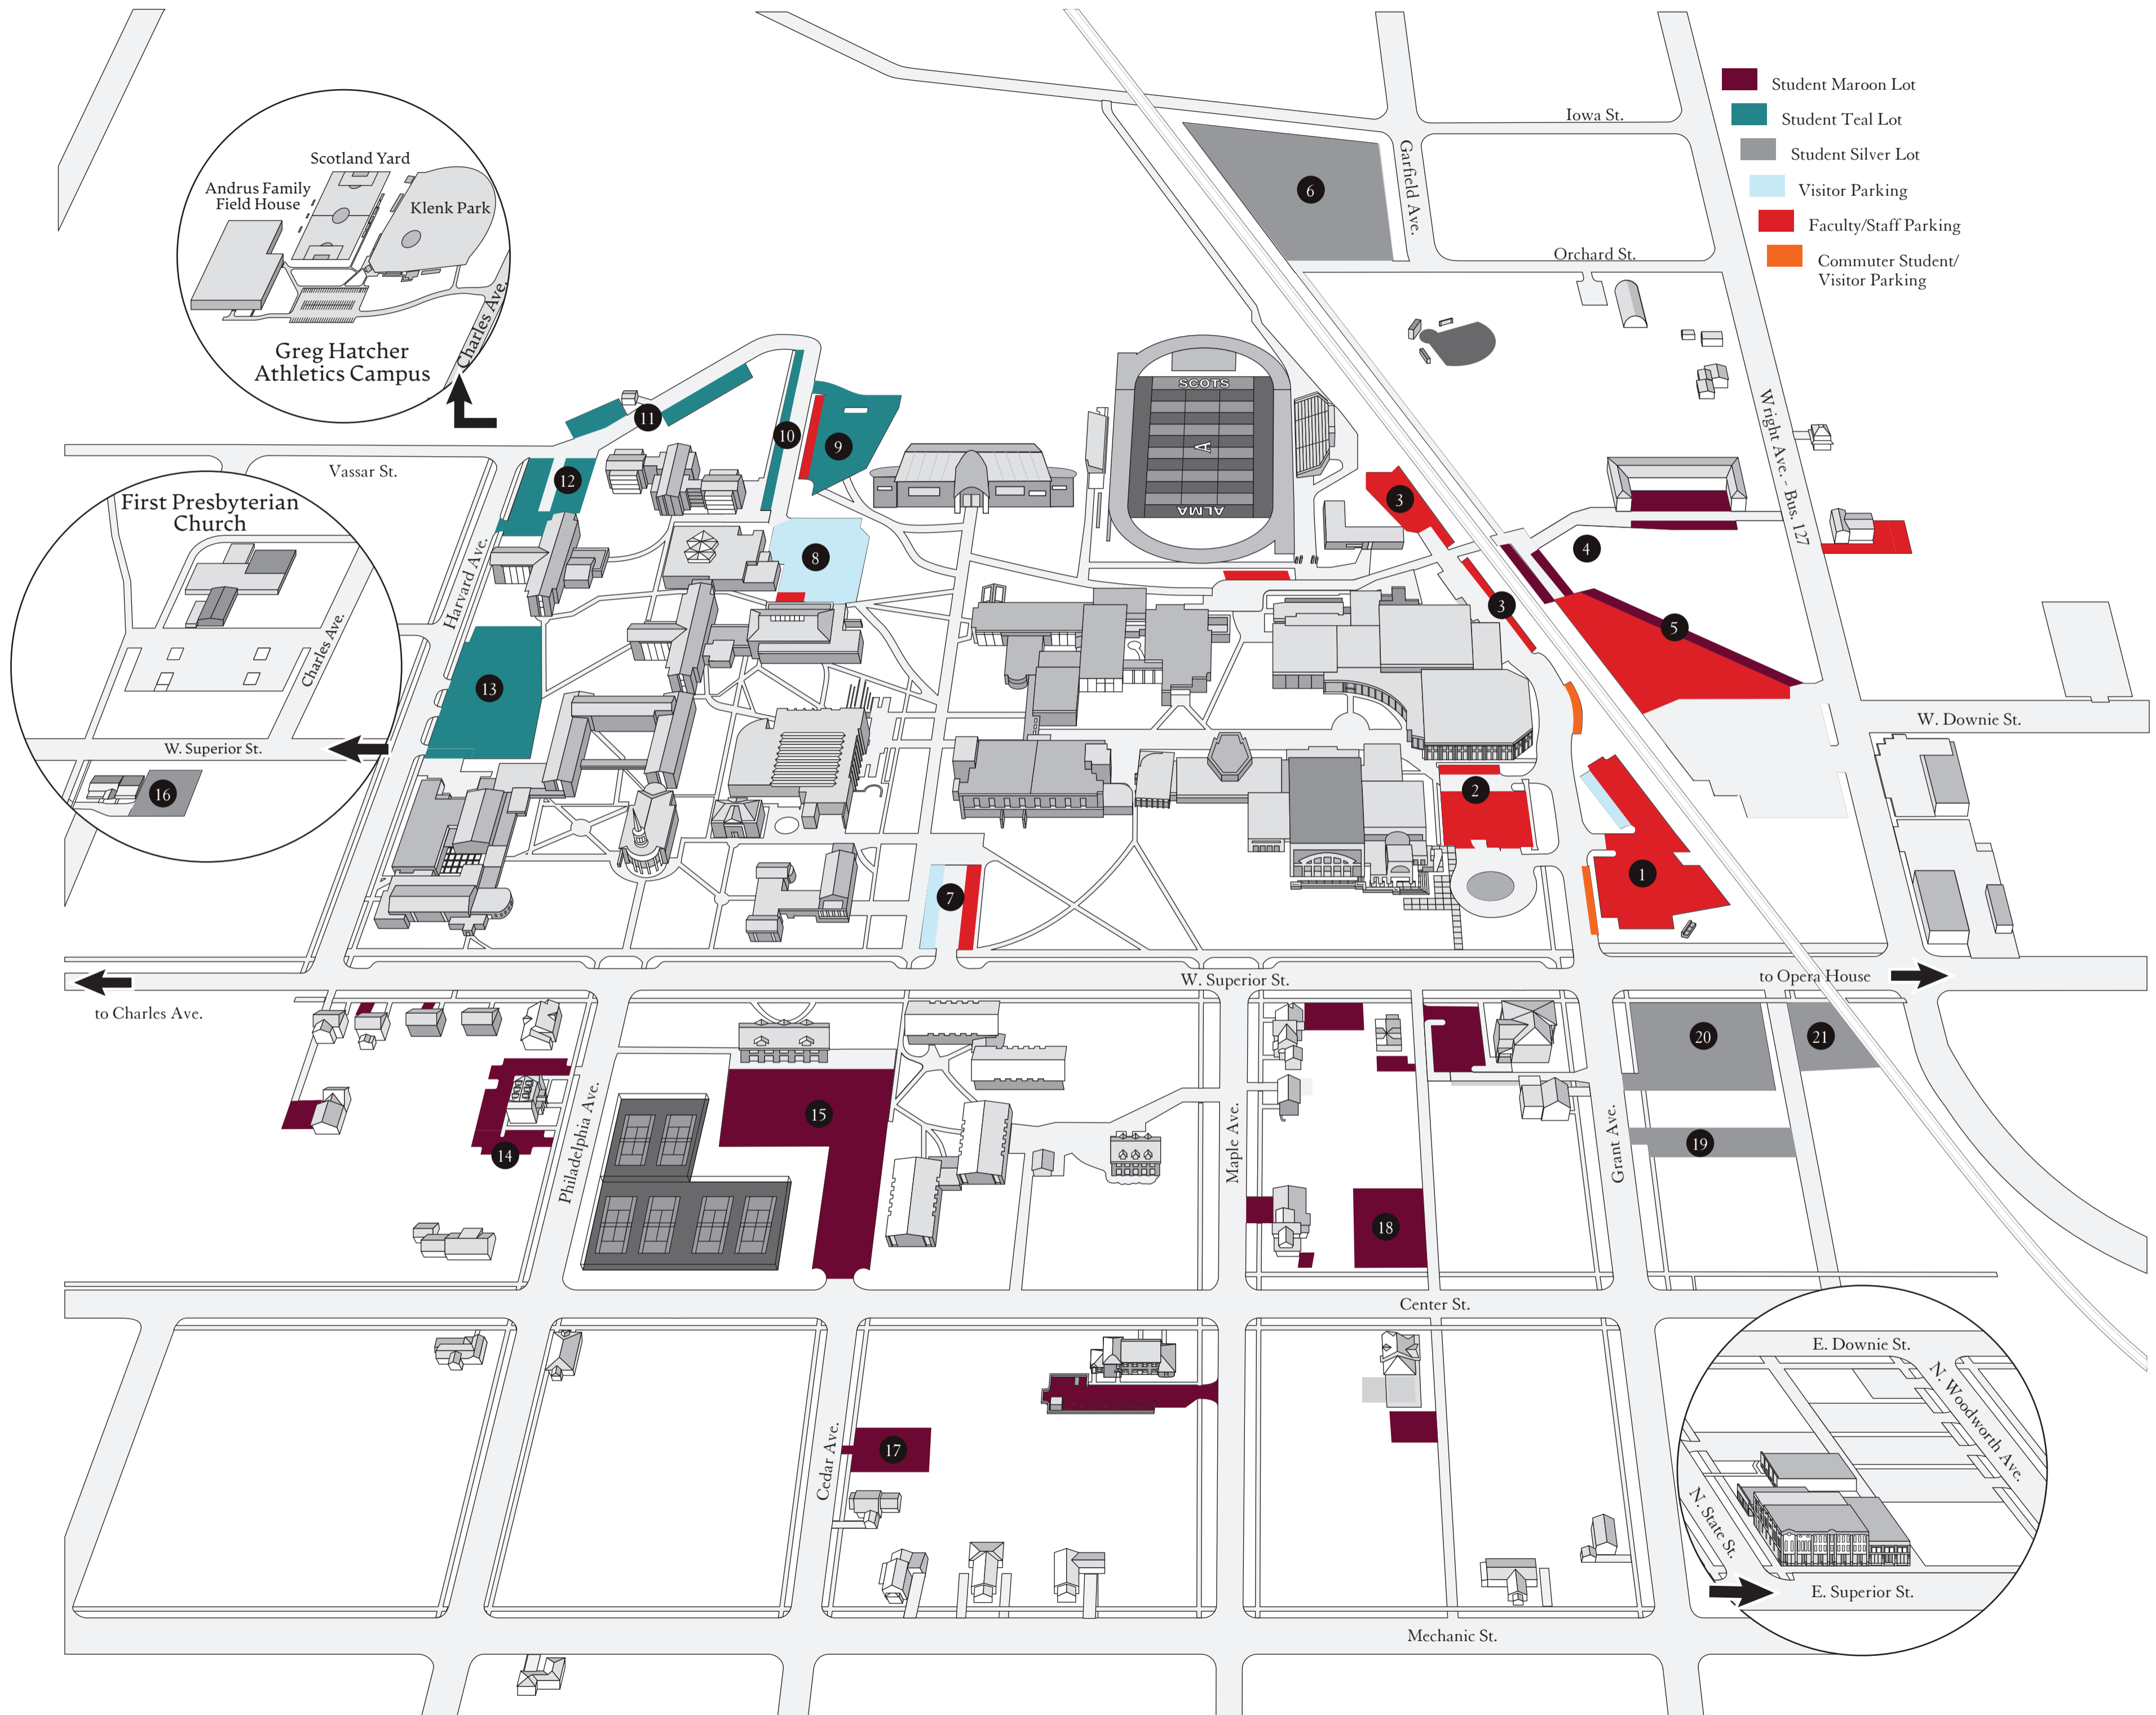 Student Maroon Lot
Student Teal Lot
Student Silver Lot
Visitor Parking
Faculty/Staff Parking
Commuter Student/
Visitor Parking
Iowa St.
Garfield Ave.
6
Orchard St.
Scotland Yard
Andrus Family
Field House
Klenk Park
Charles Ave.
Greg Hatcher
Athletics Campus
Wright Ave. - Bus. 127
SCOTS
A
ALMA
11
10
9
Vassar St.
12
3
4
First Presbyterian
Church
Harvard Ave.
8
3
5
Charles Ave.
13
W. Downie St.
W. Superior St.
16
2
1
7
W. Superior St.
to Opera House
to Charles Ave.
20
21
15
14
Philadelphia Ave.
Maple Ave.
Grant Ave.
19
18
Center St.
E. Downie St.
N. Woodworth Ave.
Cedar Ave.
17
N. State St.
E. Superior St.
Mechanic St.